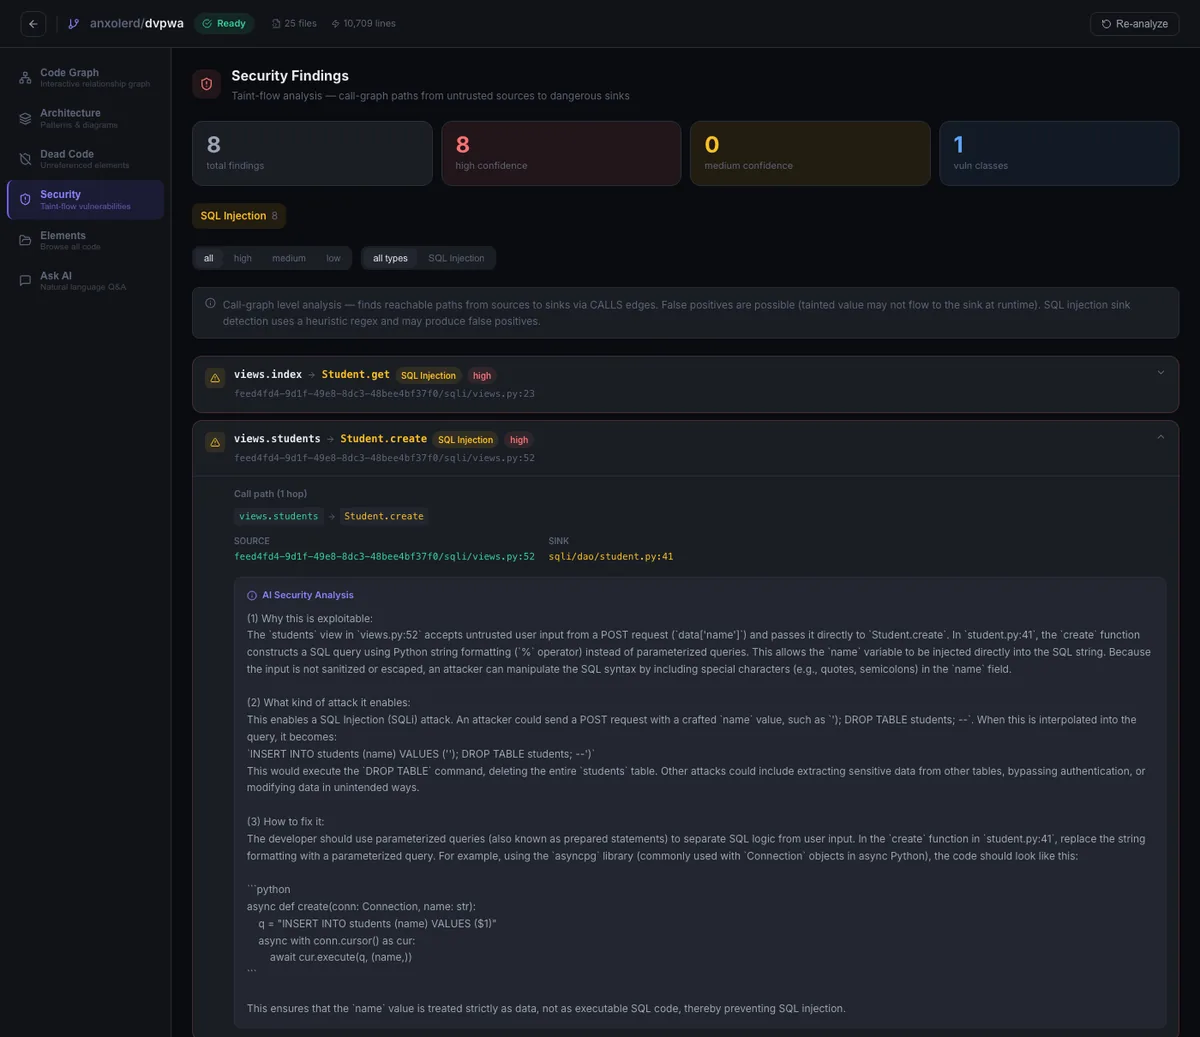 anxolerd/dvpwa
Ready
25 files
10,709 lines
Re-analyze
Code Graph
Interactive relationship graph
Architecture
Patterns & diagrams
Dead Code
Unreferenced elements
Security
Taint-flow vulnerabilities
Elements
Browse all code
Ask AI
Natural language Q&A
Security Findings
Taint-flow analysis — call-graph paths from untrusted sources to dangerous sinks
8
total findings
8
high confidence
0
medium confidence
1
vuln classes
SQL Injection 8
all high medium low
all types SQL Injection
Call-graph level analysis — finds reachable paths from sources to sinks via CALLS edges. False positives are possible (tainted value may not flow to the sink at runtime). SQL injection sink
detection uses a heuristic regex and may produce false positives.
views.index → Student.get SQL Injection high
feed4fd4-9d1f-49e8-8dc3-48bee4bf37f0/sqli/views.py:23
views.students → Student.create SQL Injection high
feed4fd4-9d1f-49e8-8dc3-48bee4bf37f0/sqli/views.py:52
Call path (1 hop)
views.students → Student.create
SOURCE
feed4fd4-9d1f-49e8-8dc3-48bee4bf37f0/sqli/views.py:52
SINK
sqli/dao/student.py:41
AI Security Analysis
(1) Why this is exploitable:
The `students` view in `views.py:52` accepts untrusted user input from a POST request (`data['name']`) and passes it directly to `Student.create`. In `student.py:41`, the `create` function
constructs a SQL query using Python string formatting (`%` operator) instead of parameterized queries. This allows the `name` variable to be injected directly into the SQL string. Because
the input is not sanitized or escaped, an attacker can manipulate the SQL syntax by including special characters (e.g., quotes, semicolons) in the `name` field.
(2) What kind of attack it enables:
This enables a SQL Injection (SQLi) attack. An attacker could send a POST request with a crafted `name` value, such as `'); DROP TABLE students; --`. When this is interpolated into the
query, it becomes:
`INSERT INTO students (name) VALUES (''); DROP TABLE students; --')`
This would execute the `DROP TABLE` command, deleting the entire `students` table. Other attacks could include extracting sensitive data from other tables, bypassing authentication, or
modifying data in unintended ways.
(3) How to fix it:
The developer should use parameterized queries (also known as prepared statements) to separate SQL logic from user input. In the `create` function in `student.py:41`, replace the string
formatting with a parameterized query. For example, using the `asyncpg` library (commonly used with `Connection` objects in async Python), the code should look like this:
```python
async def create(conn: Connection, name: str):
q = "INSERT INTO students (name) VALUES ($1)"
async with conn.cursor() as cur:
await cur.execute(q, (name,))
```
This ensures that the `name` value is treated strictly as data, not as executable SQL code, thereby preventing SQL injection.